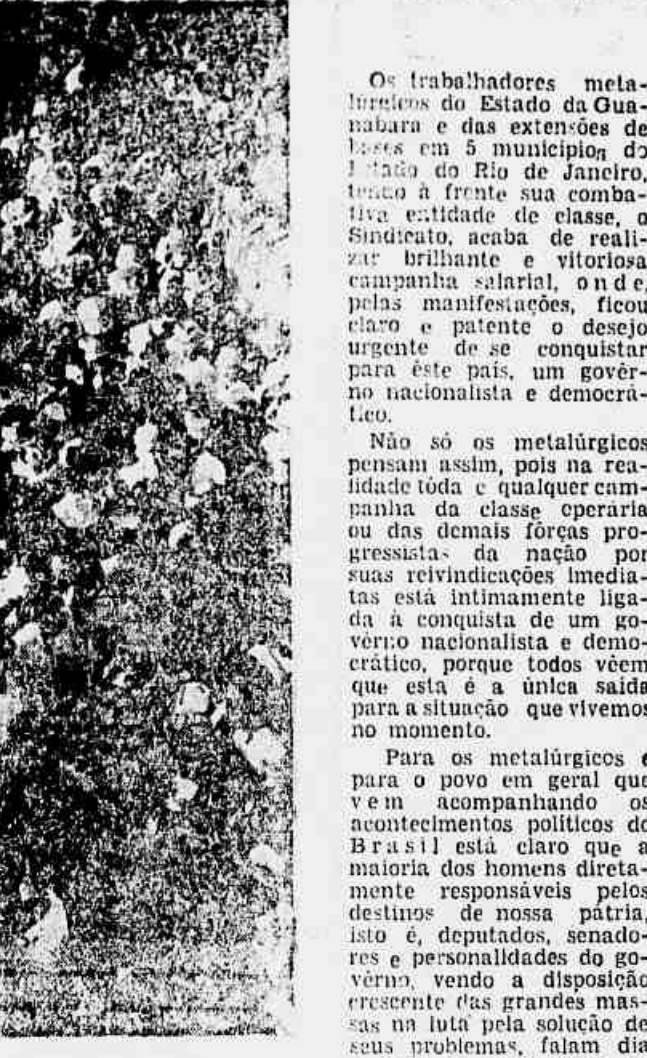 Os trabalhadores meta-
lúrgicos do Estado da Gua-
nabara e das extensões de
bases em 5 municipios do
Estado do Rio de Janeiro,
tendo à frente sua comba-
tiva entidade de classe, o
Sindicato, acaba de reali-
zar brilhante e vitoriosa
campanha salarial, onde,
pelas manifestações, ficou
claro e patente o desejo
urgente de se conquistar
para êste país, um govêr-
no nacionalista e democrá-
tico.
Não só os metalúrgicos
pensam assim, pois na rea-
lidade tôda e qualquer cam-
panha da classe operária
ou das demais fôrças pro-
gressistas da nação por
suas reivindicações imedia-
tas está intimamente liga-
da à conquista de um go-
vêrno nacionalista e demo-
crático, porque todos vêem
que esta é a única saida
para a situação que vivemos
no momento.
Para os metalúrgicos e
para o povo em geral que
vem acompanhando os
acontecimentos políticos do
Brasil está claro que a
maioria dos homens direta-
mente responsáveis pelos
destinos de nossa pátria,
isto é, deputados, senado-
res e personalidades do go-
vêrno, vendo a disposição
crescente das grandes mas-
sas na luta pela solução de
seus problemas, falam dia